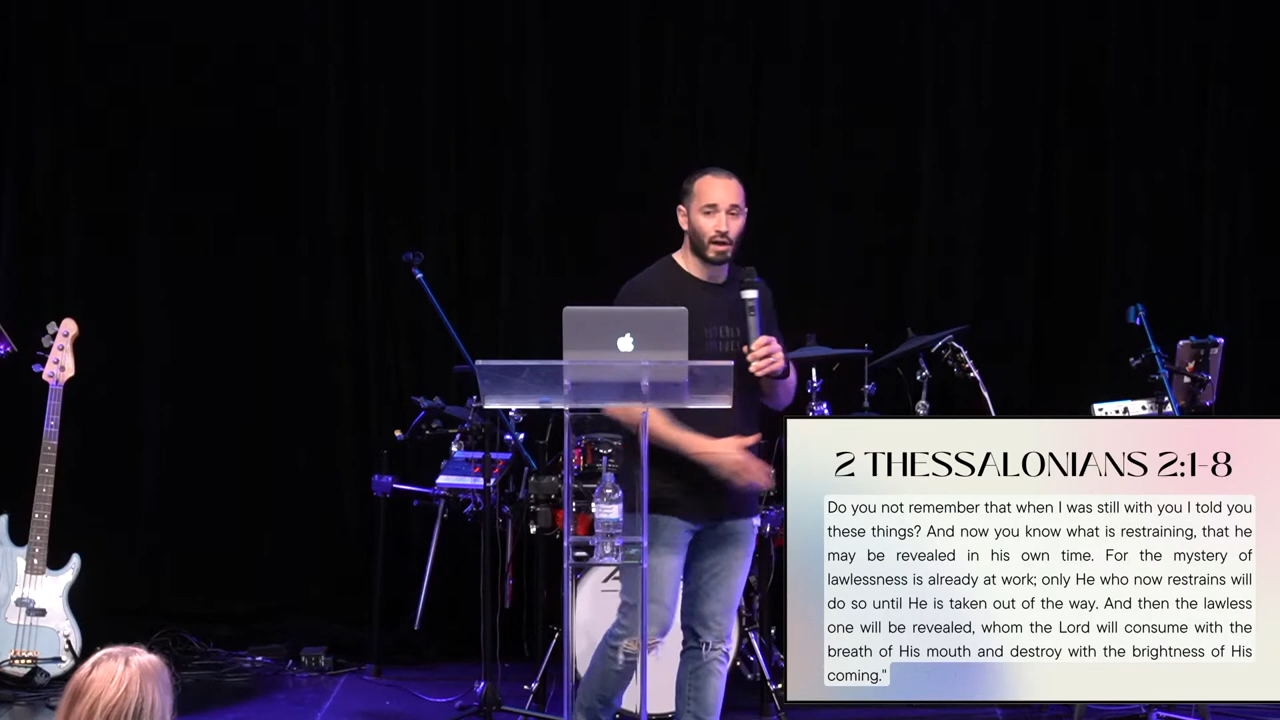 2 THESSALONIANS 2:1-8
Do you not remember that when I was still with you I told you
these things? And now you know what is restraining, that he
may be revealed in his own time. For the mystery of
lawlessness is already at work; only He who now restrains will
do so until He is taken out of the way. And then the lawless
one will be revealed, whom the Lord will consume with the
breath of His mouth and destroy with the brightness of His
coming."